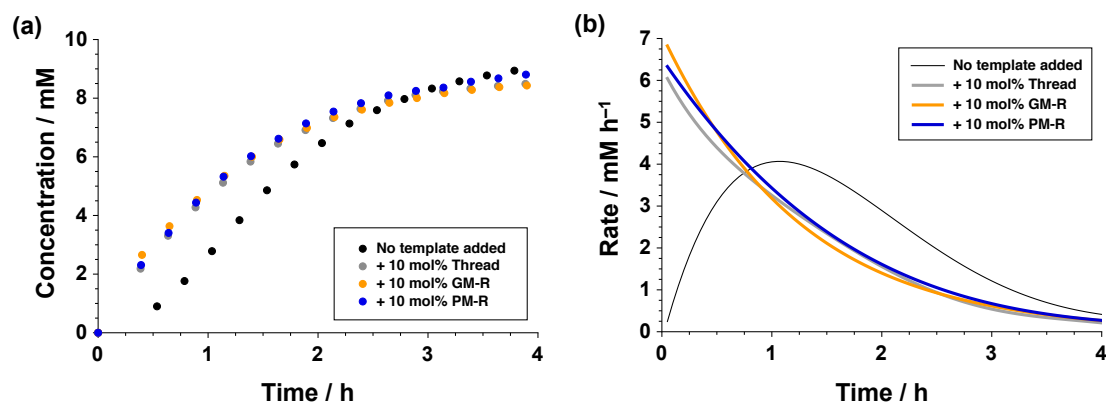 (a)
10
8
6
4
2
0
Concentration / mM
No template added
+ 10 mol% Thread
+ 10 mol% GM-R
+ 10 mol% PM-R
0
1
2
3
4
Time / h
(b)
7
6
5
4
3
2
1
0
Rate / mM h⁻¹
No template added
+ 10 mol% Thread
+ 10 mol% GM-R
+ 10 mol% PM-R
0
1
2
3
4
Time / h